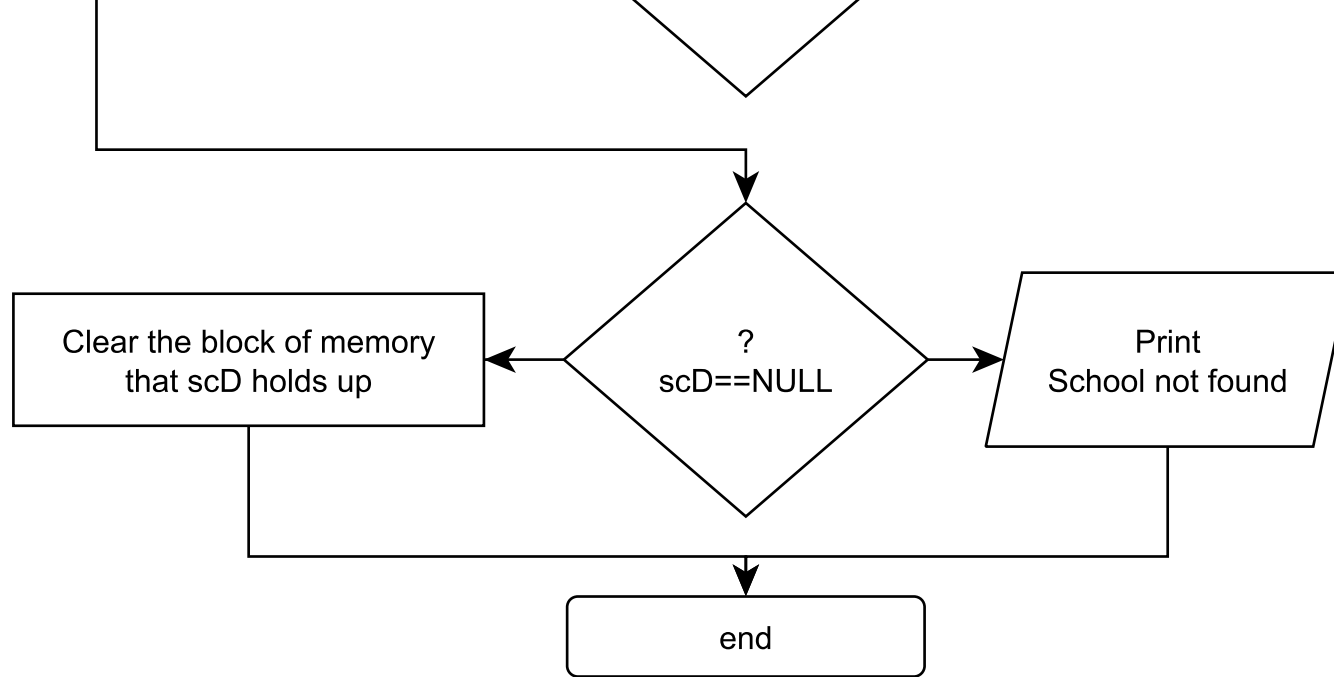 Clear the block of memory
that scD holds up
?
scD==NULL
Print
School not found
end